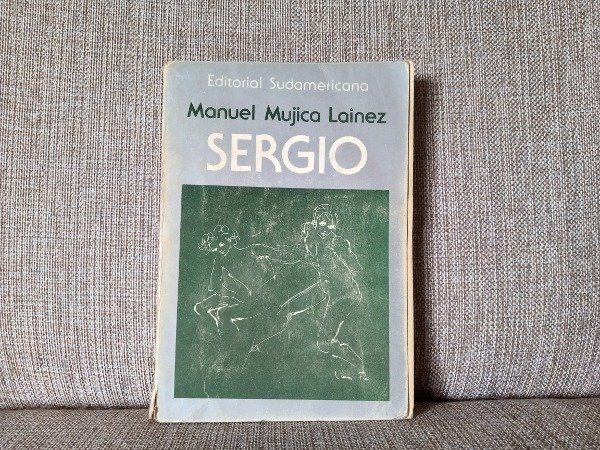 Editorial Sudamericana
Manuel Mujica Lainez
SERGIO